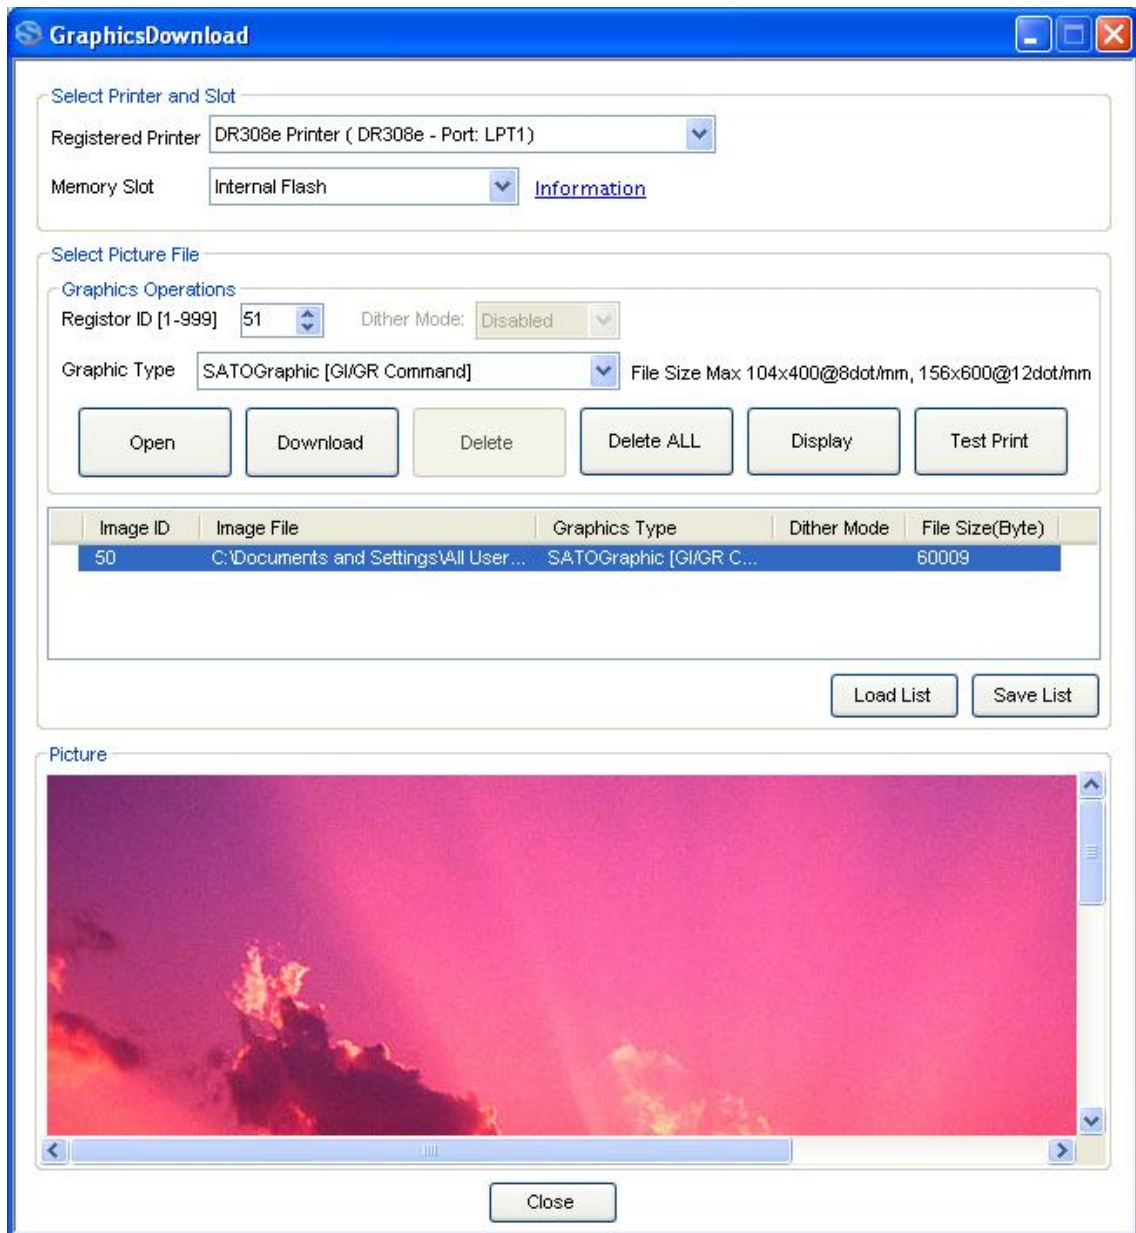 GraphicsDownload
Select Printer and Slot
Registered Printer DR308e Printer ( DR308e - Port: LPT1)
Memory Slot Internal Flash Information
Select Picture File
Graphics Operations
Registor ID [1-999] 51 Dither Mode: Disabled
Graphic Type SATOGraphic [GI/GR Command] File Size Max 104x400@8dot/mm, 156x600@12dot/mm
Open Download Delete Delete ALL Display Test Print
Image ID Image File Graphics Type Dither Mode File Size(Byte)
50 C:\Documents and Settings\All User... SATOGraphic [GI/GR C... 60009
Load List Save List
Picture
Close